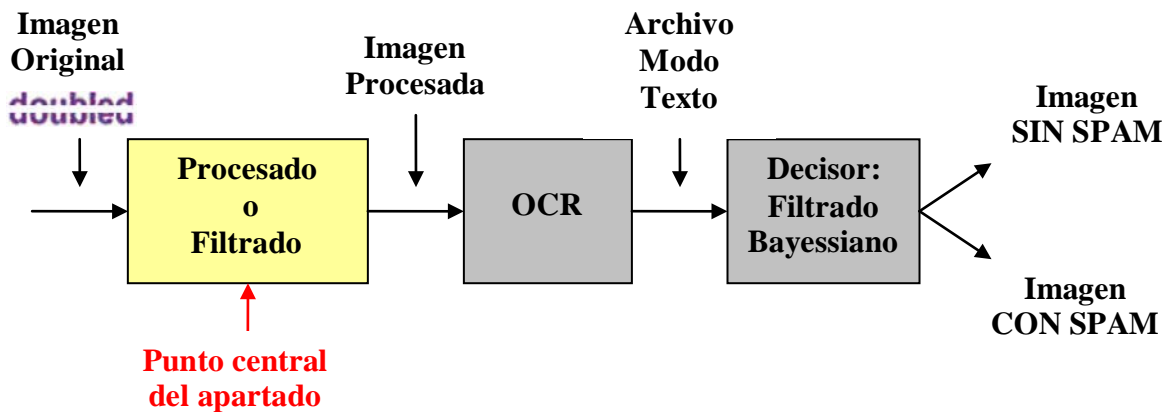 Imagen
Original
doubled
Imagen
Procesada
Archivo
Modo
Texto
Procesado
o
Filtrado
OCR
Decisor:
Filtrado
Bayessiano
Imagen
SIN SPAM
Imagen
CON SPAM
Punto central
del apartado